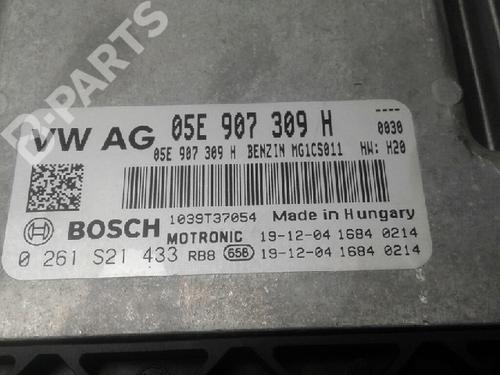 D-PARTS
----
VW AG 05E 907 309 H 0030
05E 907 309 H BENZIN MG1CS011 HW: H20
1039T37054 Made in Hungary
BOSCH MOTRONIC 19-12-04 1684 0214
0 261 S21 433 RB8 658 19-12-04 1684 0214